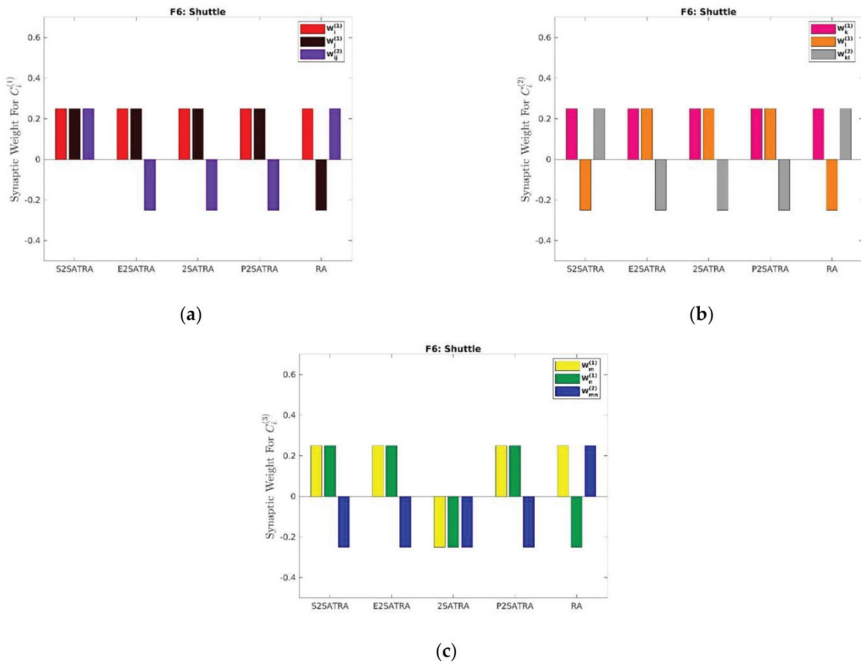 F6: Shuttle
Synaptic Weight For C_i^(1)
0.6
0.4
0.2
0
-0.2
-0.4
W_i^(1)
W_j^(1)
W_ij^(2)
S2SATRA E2SATRA 2SATRA P2SATRA RA
(a)
F6: Shuttle
Synaptic Weight For C_i^(2)
0.6
0.4
0.2
0
-0.2
-0.4
W_k^(1)
W_l^(1)
W_kl^(2)
S2SATRA E2SATRA 2SATRA P2SATRA RA
(b)
F6: Shuttle
Synaptic Weight For C_i^(3)
0.6
0.4
0.2
0
-0.2
-0.4
W_m^(1)
W_n^(1)
W_mn^(2)
S2SATRA E2SATRA 2SATRA P2SATRA RA
(c)